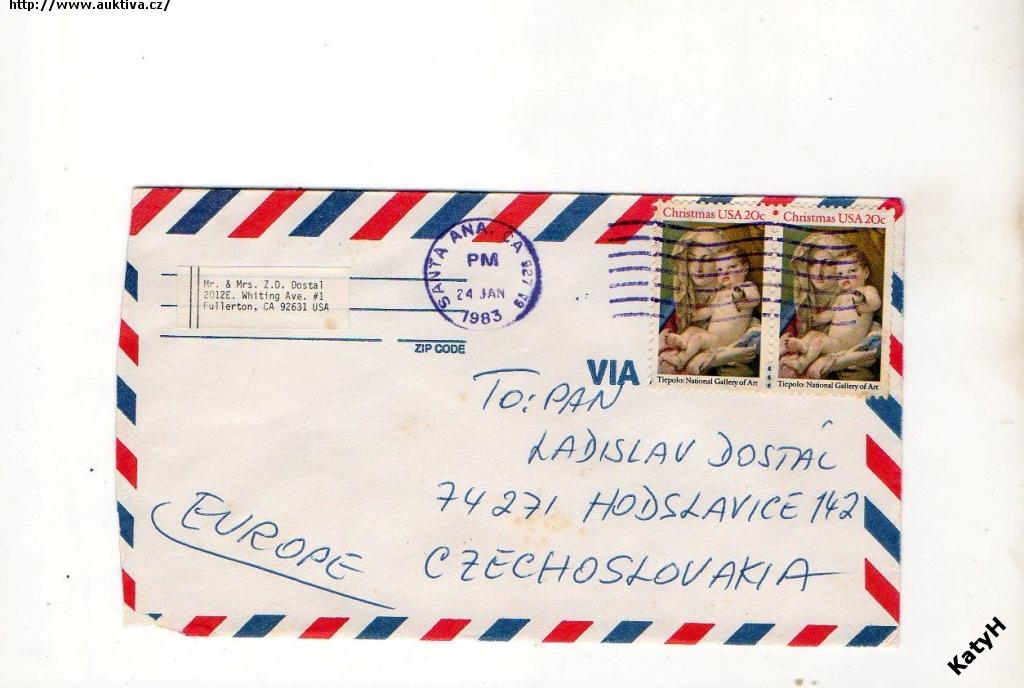 http://www.auktiva.cz/
Christmas USA 20c
Christmas USA 20c
SANTA ANA, CA 927 09
PM
24 JAN
1983
Mr. & Mrs. Z.D. Dostal
2012E. Whiting Ave. #1
Fullerton, CA 92631 USA
ZIP CODE
VIA
Tiepolo: National Gallery of Art
Tiepolo: National Gallery of Art
TO: PAN
LADISLAV DOSTÁL
74271 HODSLAVICE 142
CZECHOSLOVAKIA
EUROPE
KatyH